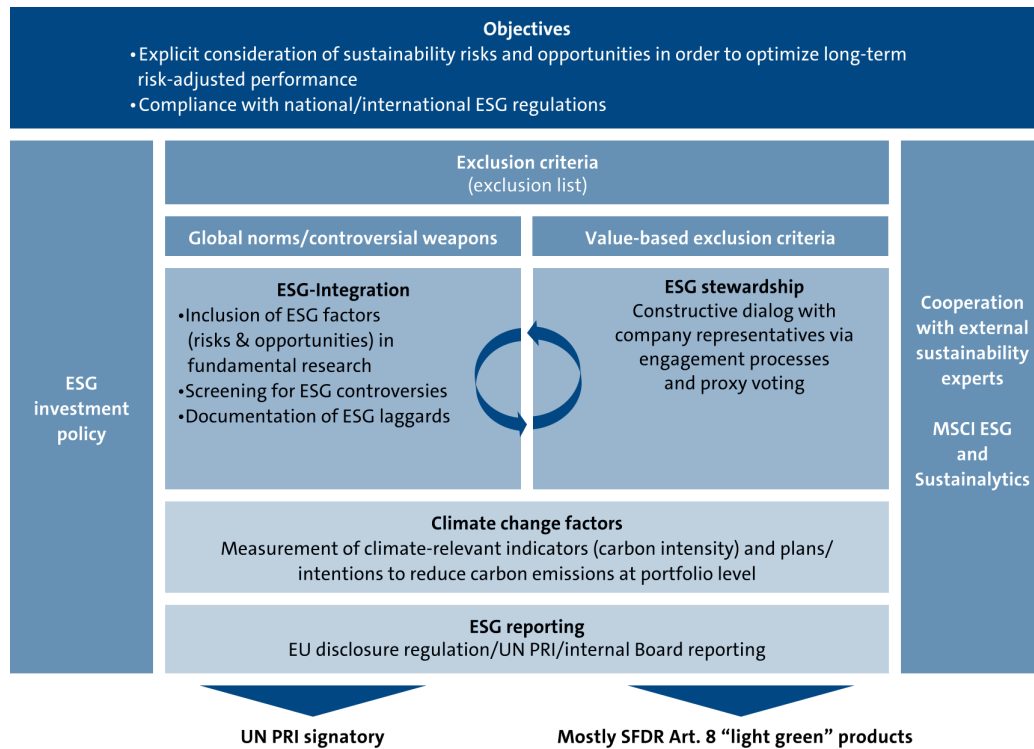 Objectives
•Explicit consideration of sustainability risks and opportunities in order to optimize long-term
risk-adjusted performance
•Compliance with national/international ESG regulations
ESG
investment
policy
Exclusion criteria
(exclusion list)
Global norms/controversial weapons
Value-based exclusion criteria
ESG-Integration
•Inclusion of ESG factors
(risks & opportunities) in
fundamental research
•Screening for ESG controversies
•Documentation of ESG laggards
ESG stewardship
Constructive dialog with
company representatives via
engagement processes
and proxy voting
Climate change factors
Measurement of climate-relevant indicators (carbon intensity) and plans/
intentions to reduce carbon emissions at portfolio level
ESG reporting
EU disclosure regulation/UN PRI/internal Board reporting
Cooperation
with external
sustainability
experts
MSCI ESG
and
Sustainalytics
UN PRI signatory
Mostly SFDR Art. 8 “light green” products